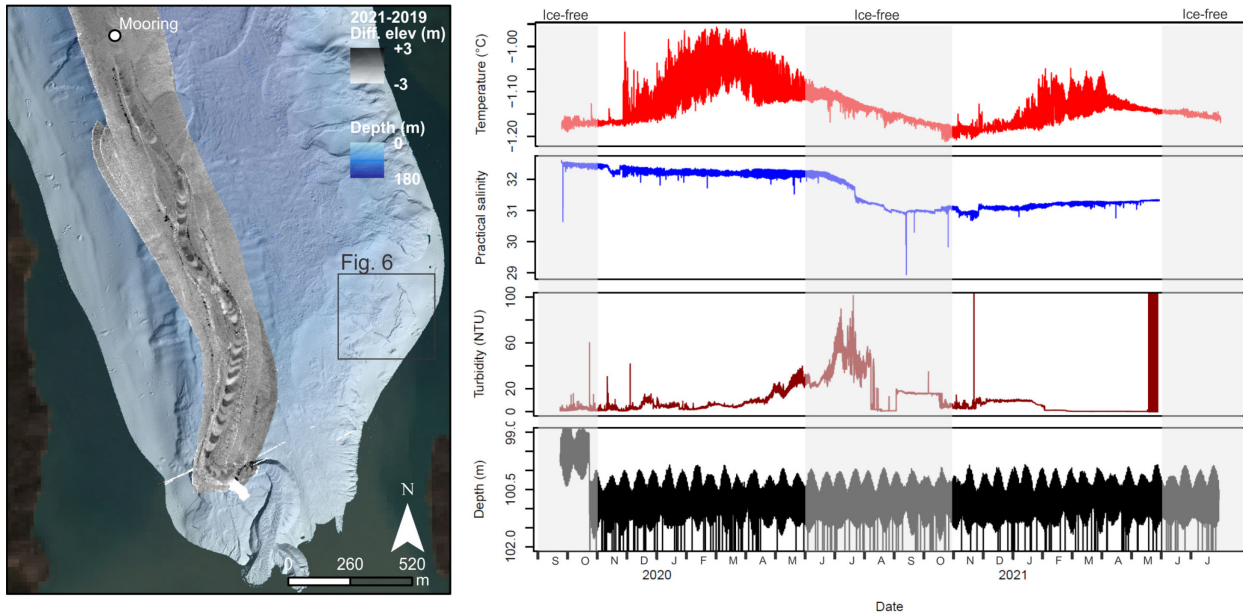 Mooring
2021-2019
Diff. elev (m)
+3
-3
Depth (m)
0
180
Fig. 6
N
0 260 520
m
Ice-free Ice-free Ice-free
Temperature (°C)
-1.00
-1.10
-1.20
Practical salinity
32
31
30
29
Turbidity (NTU)
100
60
20
0
Depth (m)
99.0
100.5
102.0
S O N D J F M A M J J A S O N D J F M A M J J
2020 2021
Date